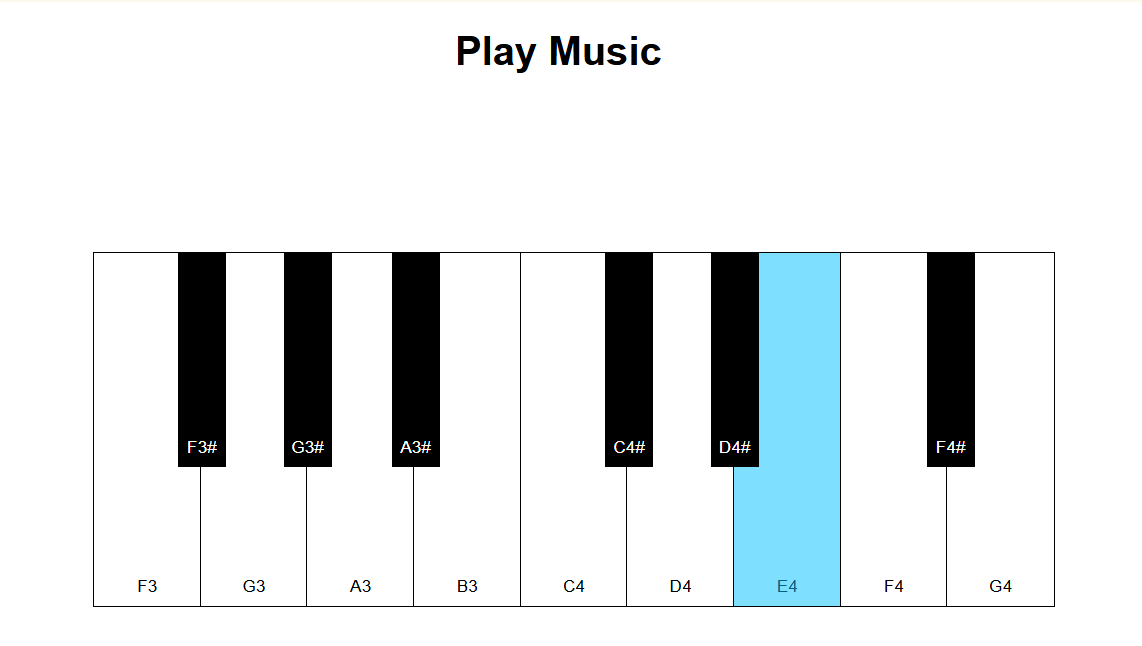 Play Music
F3# G3# A3# C4# D4# F4#
F3 G3 A3 B3 C4 D4 E4 F4 G4